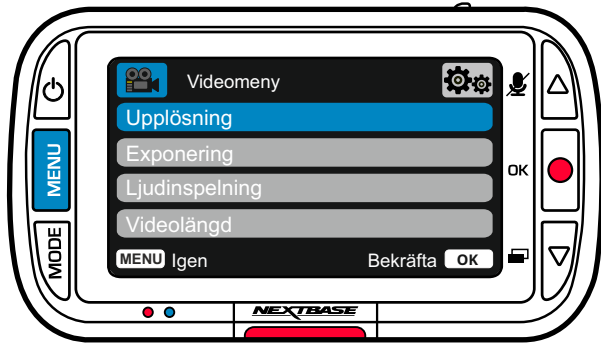 Videomeny
Upplösning
Exponering
Ljudinspelning
Videolängd
MENU Igen Bekräfta OK
MENU
MODE
OK
NEXTBASE